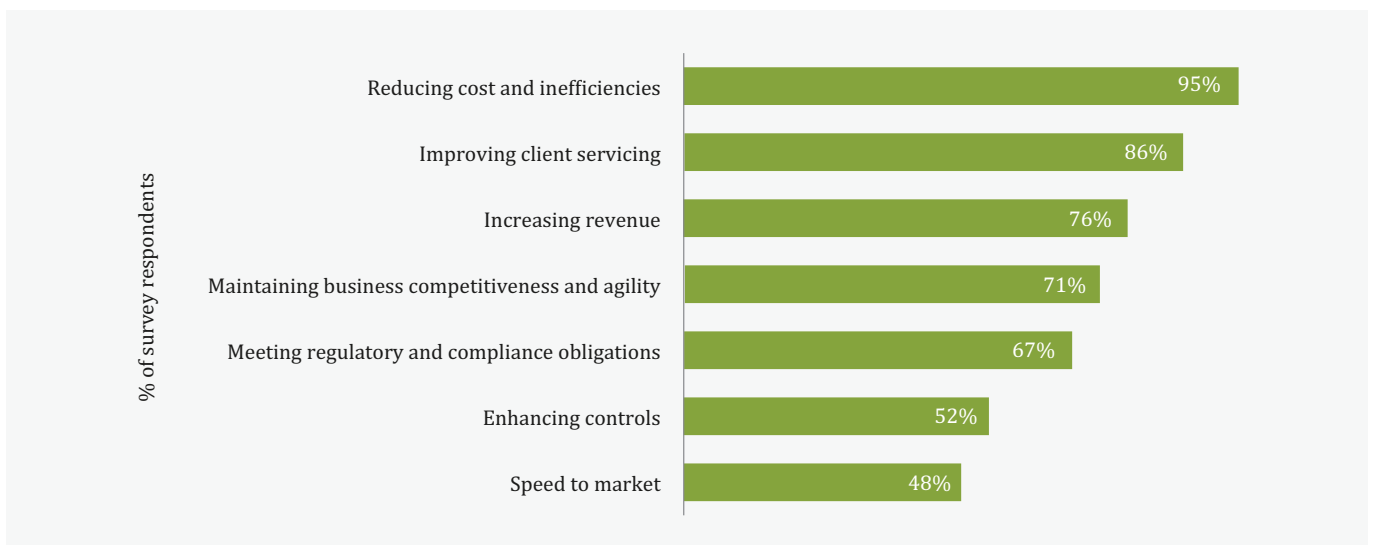 % of survey respondents
Reducing cost and inefficiencies 95%
Improving client servicing 86%
Increasing revenue 76%
Maintaining business competitiveness and agility 71%
Meeting regulatory and compliance obligations 67%
Enhancing controls 52%
Speed to market 48%